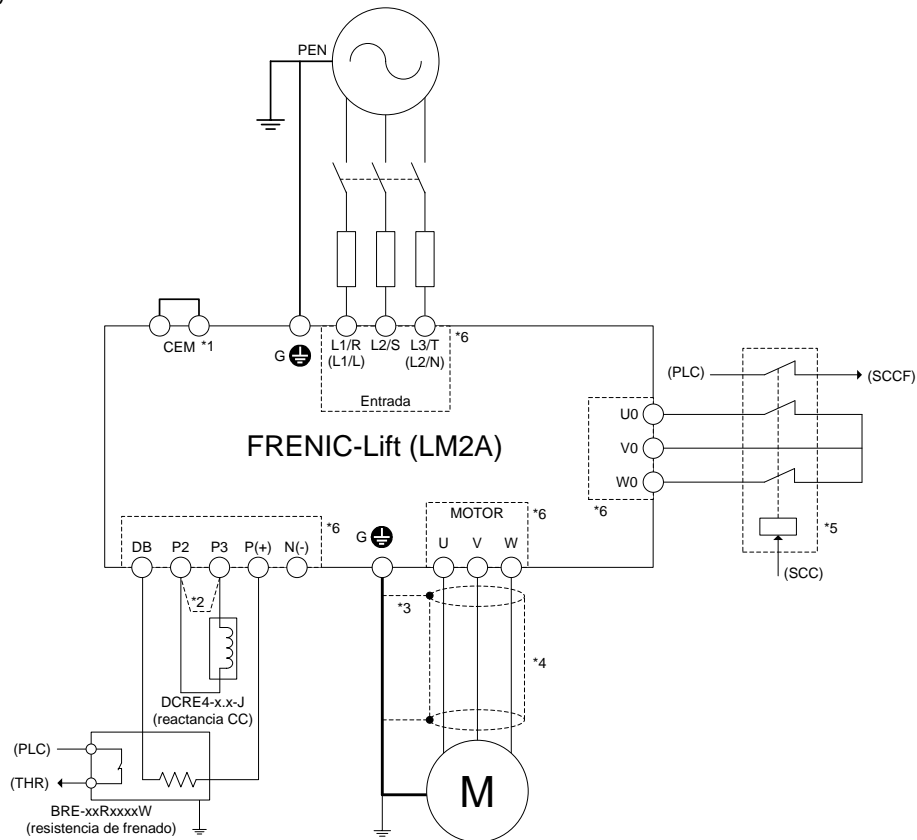 PEN
CEM *1
G
L1/R L2/S L3/T *6
(L1/L) (L2/N)
Entrada
(PLC) (SCCF)
FRENIC-Lift (LM2A)
U0
V0
W0
*6
*5
(SCC)
*6
DB P2 P3 P(+) N(-)
G
MOTOR *6
U V W
*2
*3
*4
DCRE4-x.x-J
(reactancia CC)
(PLC)
(THR)
BRE-xxRxxxxW
(resistencia de frenado)
M